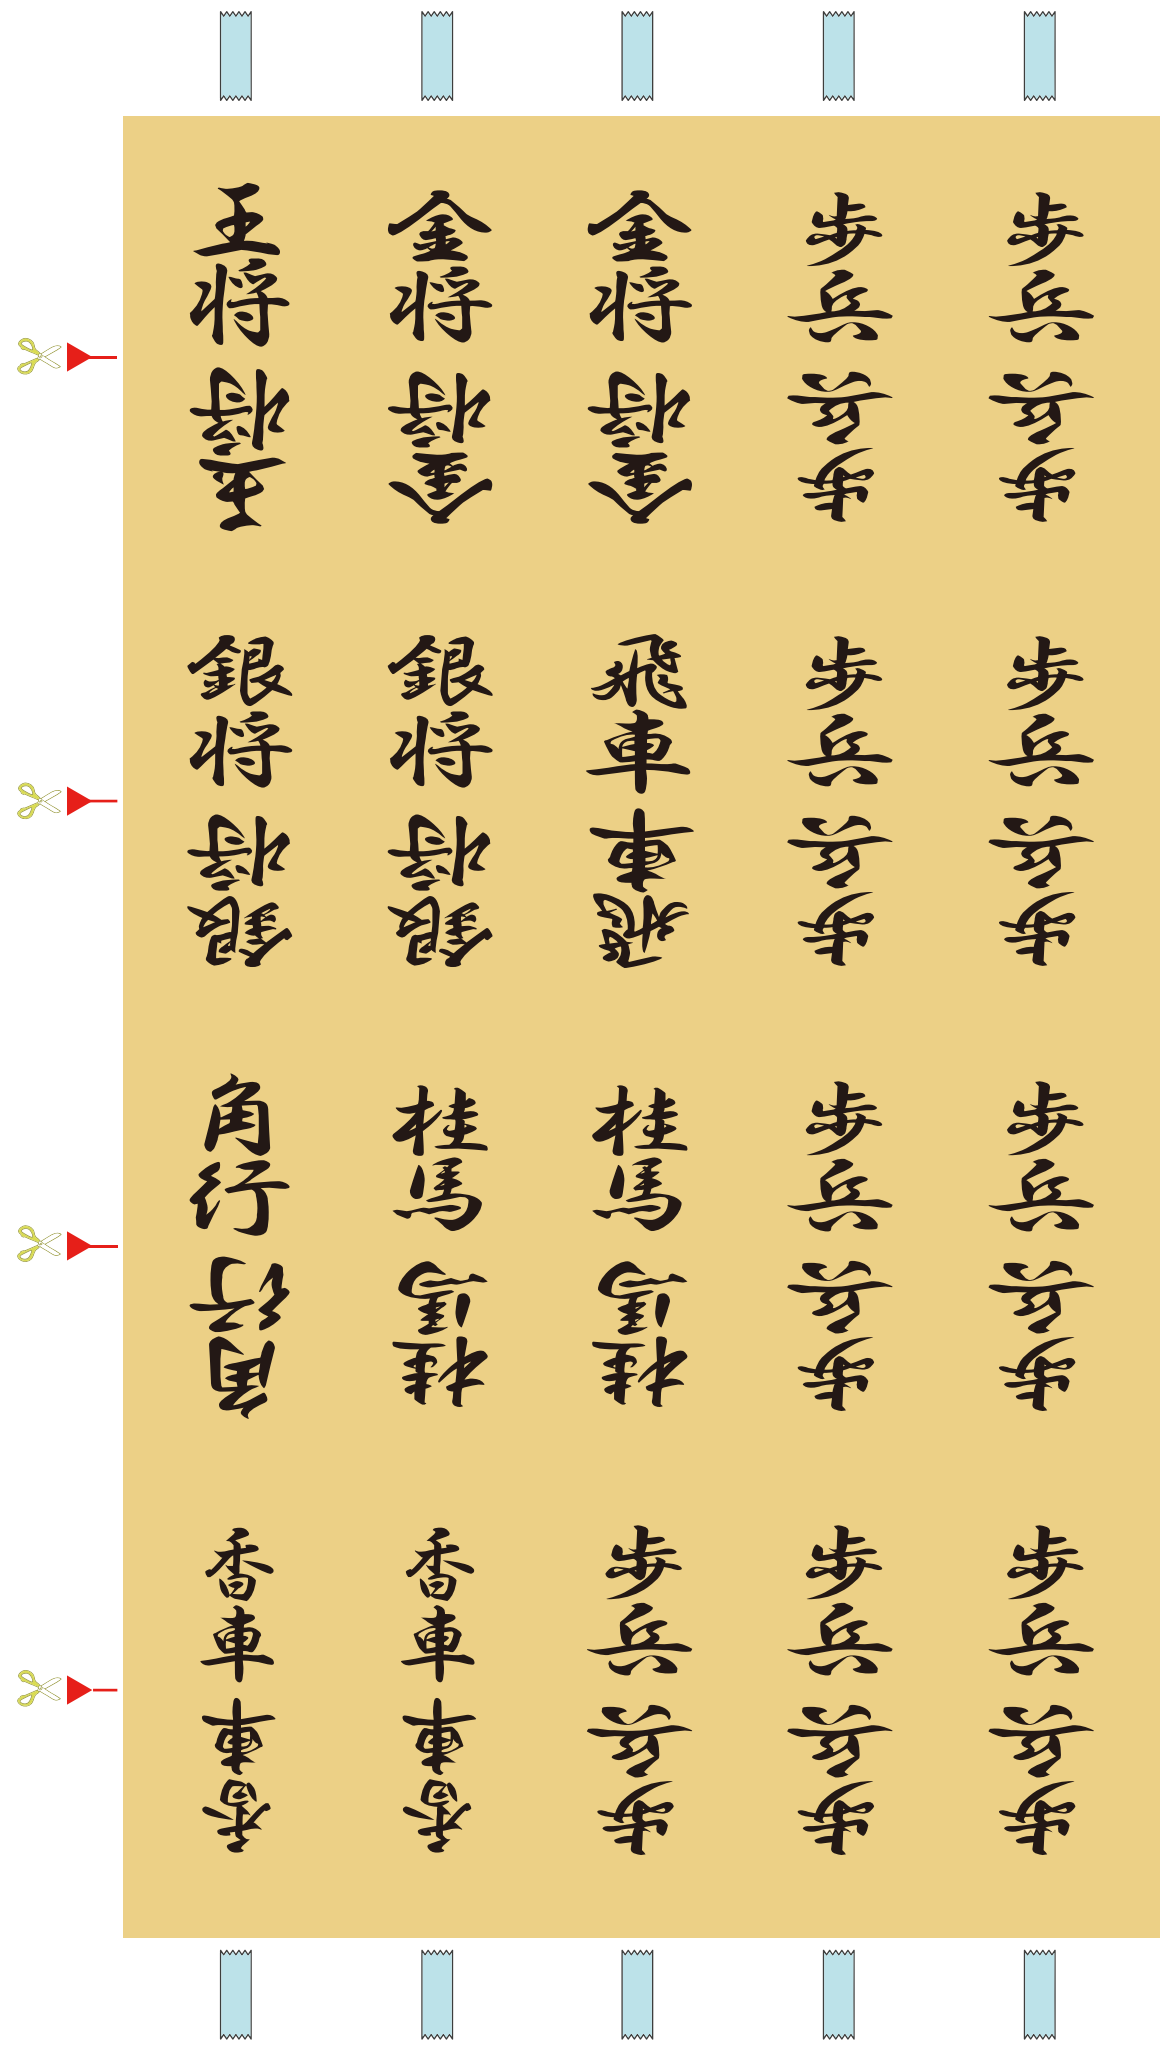 王将 金将 金将 歩兵 歩兵
玉将 金将 金将 歩兵 歩兵
銀将 銀将 飛車 歩兵 歩兵
銀将 銀将 飛車 歩兵 歩兵
角行 桂馬 桂馬 歩兵 歩兵
角行 桂馬 桂馬 歩兵 歩兵
香車 香車 歩兵 歩兵 歩兵
香車 香車 歩兵 歩兵 歩兵